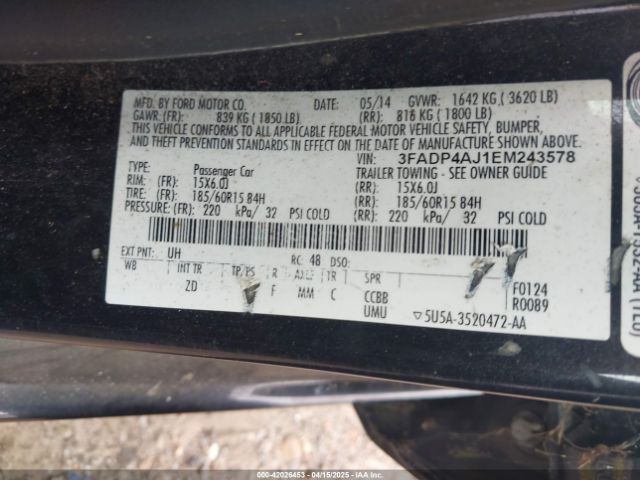 MFD. BY FORD MOTOR CO. DATE: 05/14 GVWR: 1642 KG ( 3620 LB)
GAWR: (FR): 839 KG ( 1850 LB) (RR): 816 KG ( 1800 LB)
THIS VEHICLE CONFORMS TO ALL APPLICABLE FEDERAL MOTOR VEHICLE SAFETY, BUMPER,
AND THEFT PREVENTION STANDARDS IN EFFECT ON THE DATE OF MANUFACTURE SHOWN ABOVE.
VIN: 3FADP4AJ1EM243578
TYPE: Passenger Car TRAILER TOWING - SEE OWNER GUIDE
RIM: (FR): 15X6.0J (RR): 15X6.0J
TIRE: (FR): 185/60R15 84H (RR): 185/60R15 84H
PRESSURE: (FR): 220 kPa/ 32 PSI COLD (RR): 220 kPa/ 32 PSI COLD
EXT PNT: UH RC: 48 DSO:
WB INT TR TP/PS R AXLE TR SPR
ZD F MM C CCBB
UMU
F0124
R0089
▽5U5A-3520472-AA
000-42026453 04/15/2025 IAA